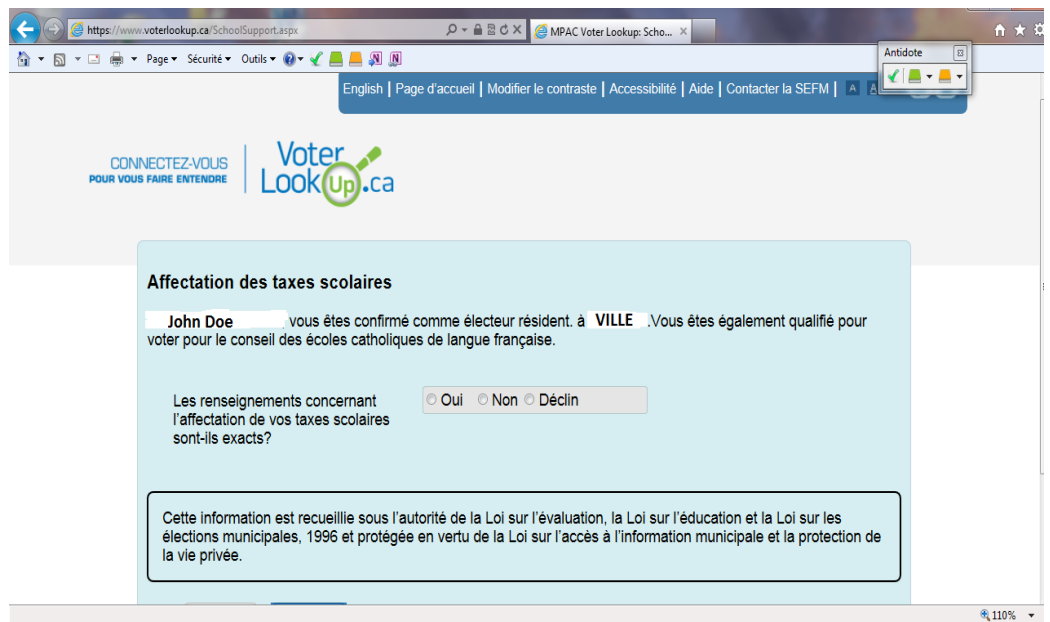 https://www.voterlookup.ca/SchoolSupport.aspx
MPAC Voter Lookup: Scho...
Page Sécurité Outils
Antidote
English | Page d'accueil | Modifier le contraste | Accessibilité | Aide | Contacter la SEFM | A A
CONNECTEZ-VOUS
POUR VOUS FAIRE ENTENDRE
Voter
LookUp.ca
Affectation des taxes scolaires
John Doe vous êtes confirmé comme électeur résident. à VILLE .Vous êtes également qualifié pour
voter pour le conseil des écoles catholiques de langue française.
Les renseignements concernant
l'affectation de vos taxes scolaires
sont-ils exacts?
Oui Non Déclin
Cette information est recueillie sous l'autorité de la Loi sur l'évaluation, la Loi sur l'éducation et la Loi sur les
élections municipales, 1996 et protégée en vertu de la Loi sur l'accès à l'information municipale et la protection de
la vie privée.
110%